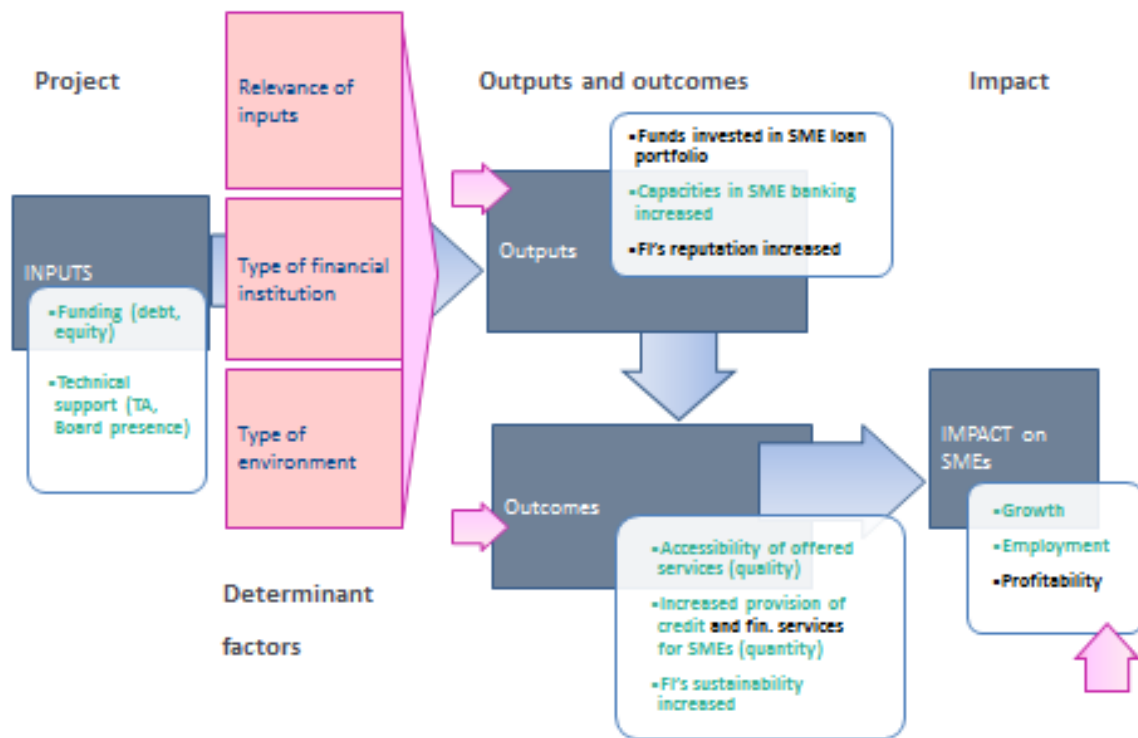 Project
Relevance of
inputs
Type of financial
institution
Type of
environment
Determinant
factors
INPUTS
▪Funding (debt,
equity)
▪Technical
support (TA,
Board presence)
Outputs and outcomes
▪Funds invested in SME loan
portfolio
▪Capacities in SME banking
increased
▪FI's reputation increased
Outputs
Outcomes
▪Accessibility of offered
services (quality)
▪Increased provision of
credit and fin. services
for SMEs (quantity)
▪FI's sustainability
increased
Impact
IMPACT on
SMEs
▪Growth
▪Employment
▪Profitability